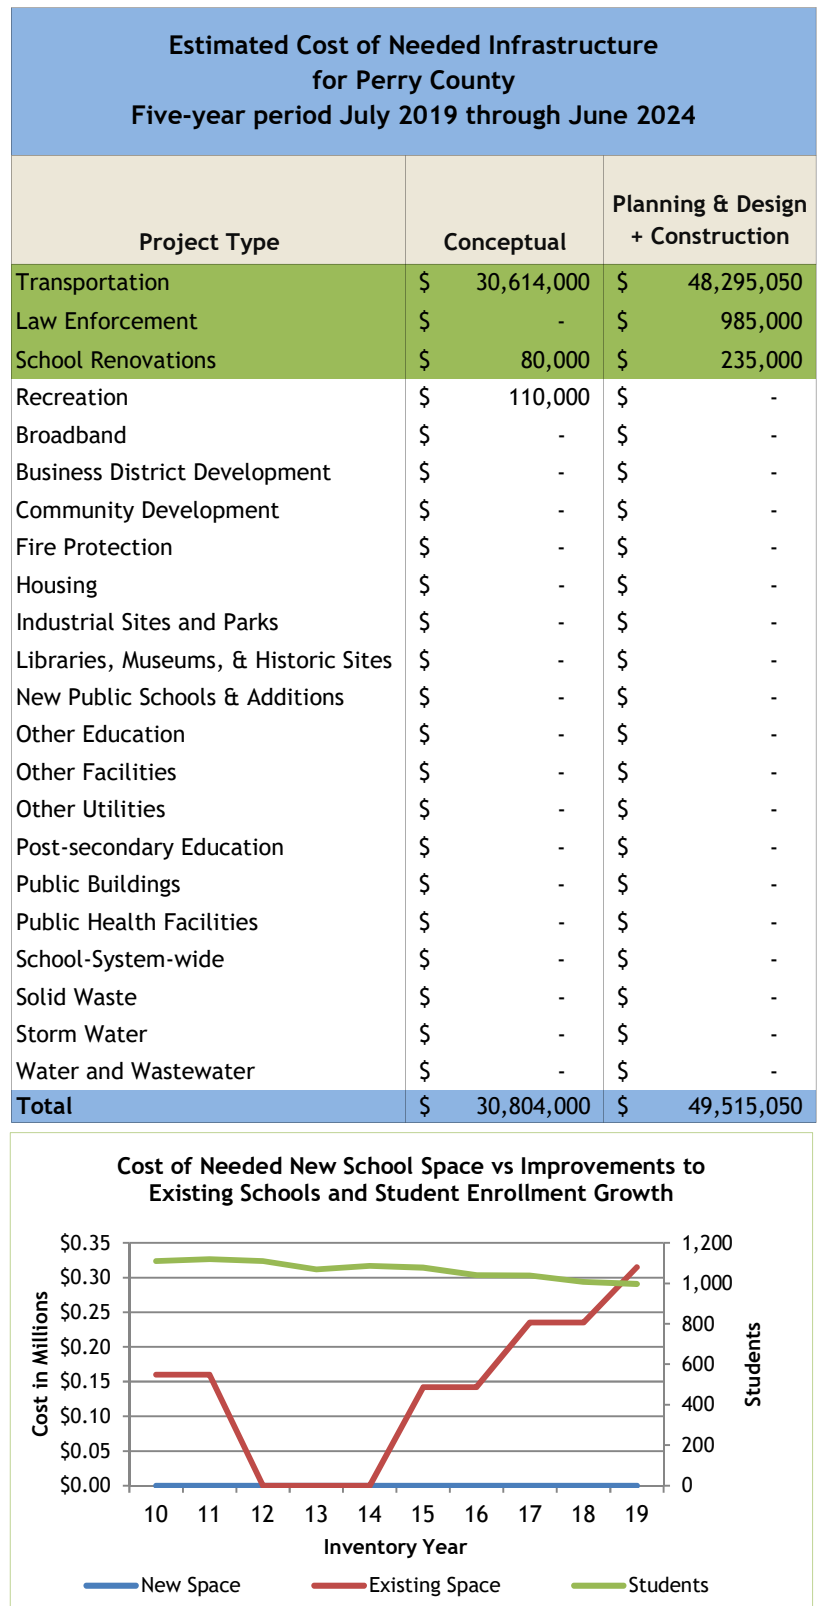 Estimated Cost of Needed Infrastructure
for Perry County
Five-year period July 2019 through June 2024
Project Type Conceptual Planning & Design
+ Construction
Transportation $ 30,614,000 $ 48,295,050
Law Enforcement $ - $ 985,000
School Renovations $ 80,000 $ 235,000
Recreation $ 110,000 $ -
Broadband $ - $ -
Business District Development $ - $ -
Community Development $ - $ -
Fire Protection $ - $ -
Housing $ - $ -
Industrial Sites and Parks $ - $ -
Libraries, Museums, & Historic Sites $ - $ -
New Public Schools & Additions $ - $ -
Other Education $ - $ -
Other Facilities $ - $ -
Other Utilities $ - $ -
Post-secondary Education $ - $ -
Public Buildings $ - $ -
Public Health Facilities $ - $ -
School-System-wide $ - $ -
Solid Waste $ - $ -
Storm Water $ - $ -
Water and Wastewater $ - $ -
Total $ 30,804,000 $ 49,515,050
Cost of Needed New School Space vs Improvements to
Existing Schools and Student Enrollment Growth
Cost in Millions
$0.35
$0.30
$0.25
$0.20
$0.15
$0.10
$0.05
$0.00
1,200
1,000
800
600
400
200
0
Students
10 11 12 13 14 15 16 17 18 19
Inventory Year
New Space Existing Space Students